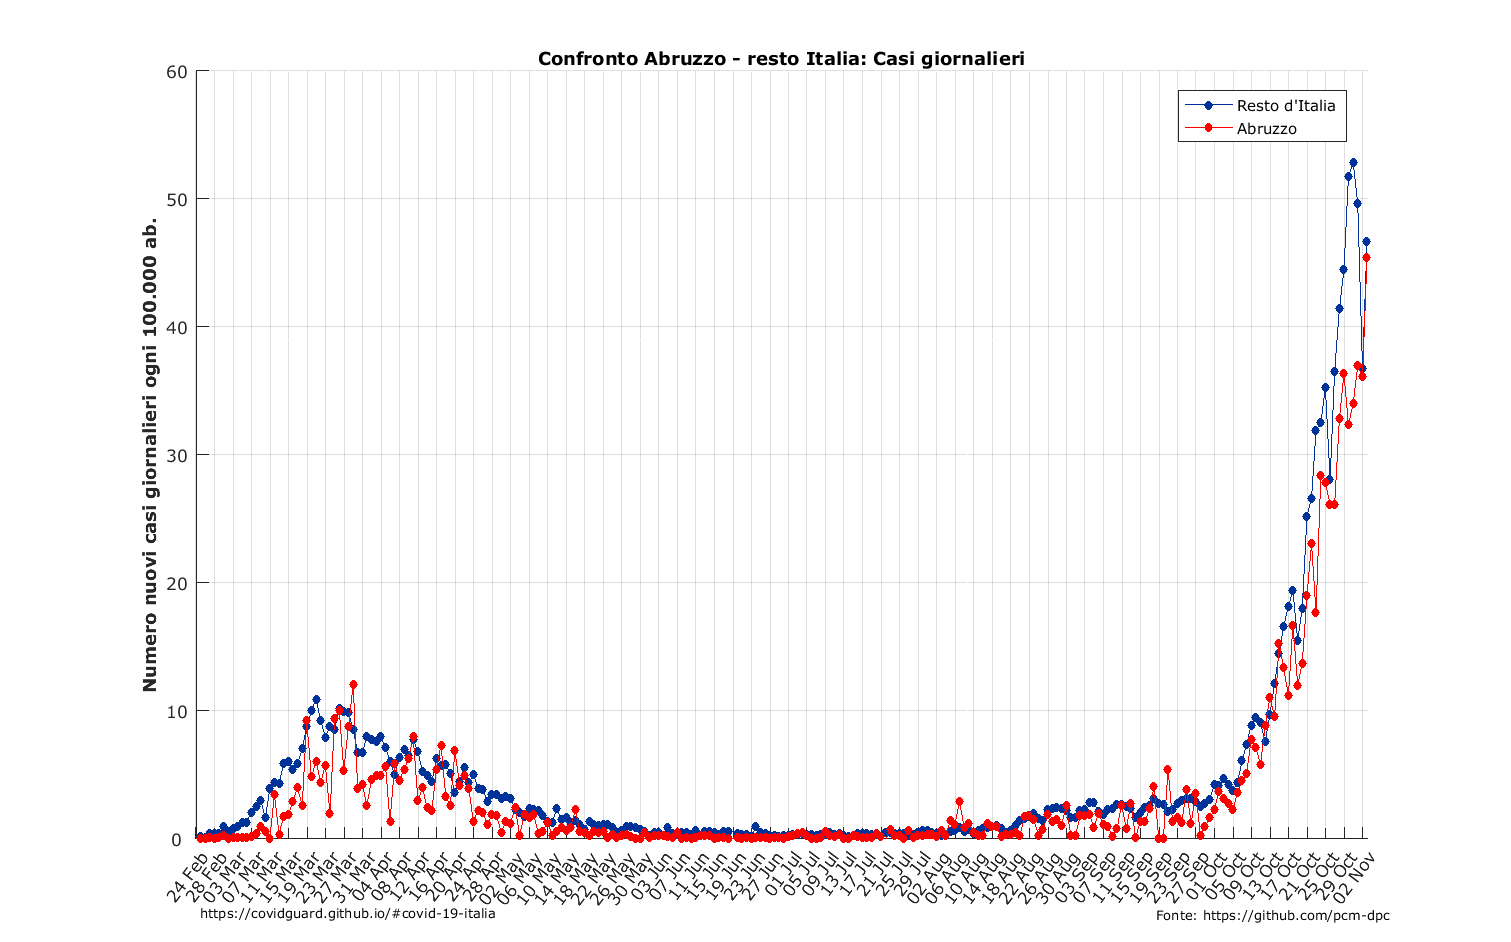 Confronto Abruzzo - resto Italia: Casi giornalieri
Resto d'Italia
Abruzzo
Numero nuovi casi giornalieri ogni 100.000 ab.
60
50
40
30
20
10
0
24 Feb
28 Feb
03 Mar
07 Mar
11 Mar
15 Mar
19 Mar
23 Mar
27 Mar
31 Mar
04 Apr
08 Apr
12 Apr
16 Apr
20 Apr
24 Apr
28 Apr
02 May
06 May
10 May
14 May
18 May
22 May
26 May
30 May
03 Jun
07 Jun
11 Jun
15 Jun
19 Jun
23 Jun
27 Jun
01 Jul
05 Jul
09 Jul
13 Jul
17 Jul
21 Jul
25 Jul
29 Jul
02 Aug
06 Aug
10 Aug
14 Aug
18 Aug
22 Aug
26 Aug
30 Aug
03 Sep
07 Sep
11 Sep
15 Sep
19 Sep
23 Sep
27 Sep
01 Oct
05 Oct
09 Oct
13 Oct
17 Oct
21 Oct
25 Oct
29 Oct
02 Nov
https://covidguard.github.io/#covid-19-italia
Fonte: https://github.com/pcm-dpc